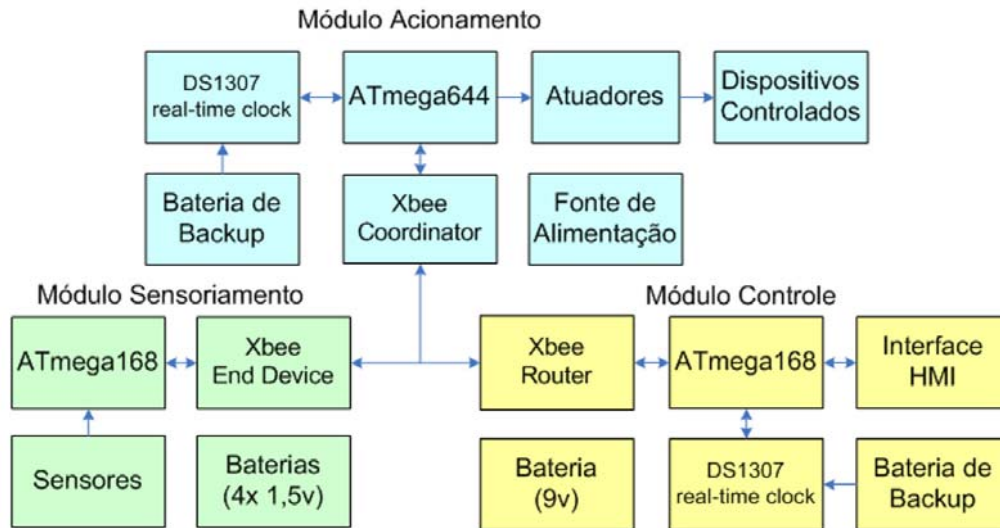 Módulo Acionamento
DS1307
real-time clock
ATmega644
Atuadores
Dispositivos
Controlados
Bateria de
Backup
Xbee
Coordinator
Fonte de
Alimentação
Módulo Sensoriamento
ATmega168
Xbee
End Device
Sensores
Baterias
(4x 1,5v)
Módulo Controle
Xbee
Router
ATmega168
Interface
HMI
Bateria
(9v)
DS1307
real-time clock
Bateria de
Backup